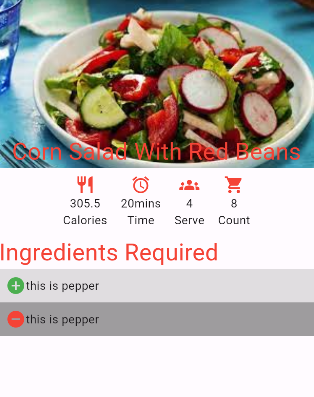 Corn Salad With Red Beans
305.5 20mins 4 8
Calories Time Serve Count
Ingredients Required
this is pepper
this is pepper